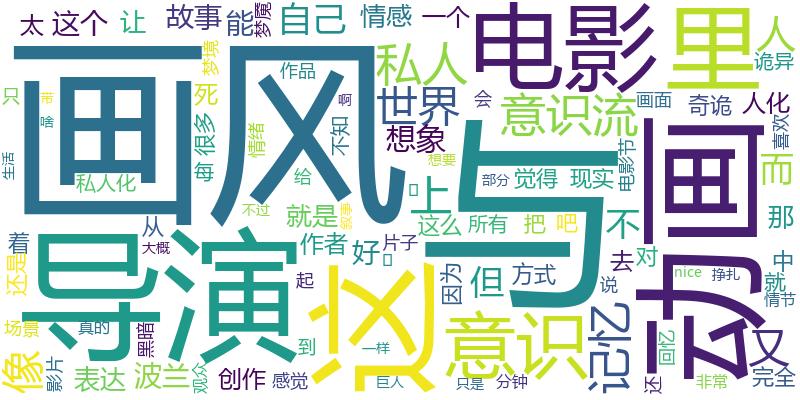 太 这个 让 故事 能 梦魇 自己 情感 一个 电影 里 人
梦境 作品 私人 诡异
只 带 死 世界 意识流 画面 奇诡 人化
啥 每 很多 情绪 不知 想象 会 电影节 喜欢
画风 与 动画
生活 私人化 给 想要 部分 觉得 现实 而
不过 就是 叙事 上 这么 所有 把 吧 不 那
着 从 大概 作者 好 片子 但 方式 去 对 中
还是 导演 起 这 因为 说 nice 挣扎 就 情节
场景 真的 黑暗 到 一样 意识 记忆 回忆 又
像 影片 表达 波兰 观众 创作 感觉 巨人 只是 分钟 还 非常 完全